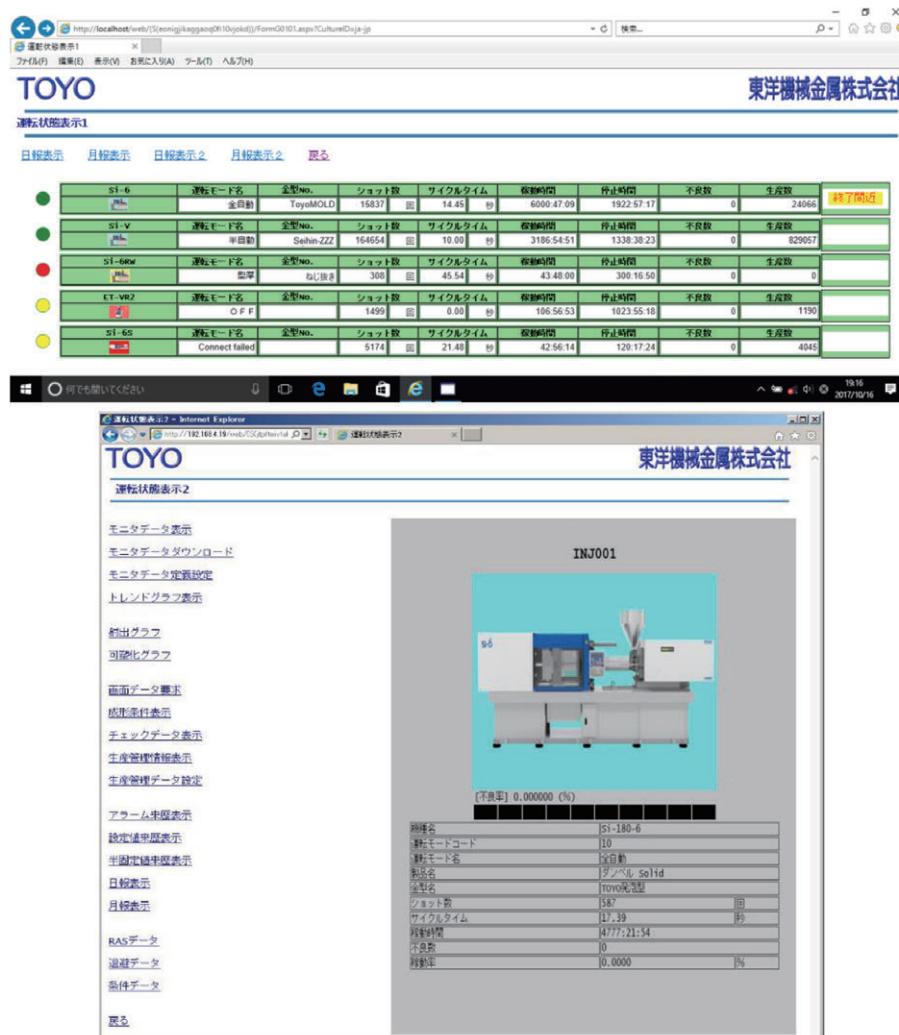 http://localhost/web/
検索...
運転状態表示1
ファイル(F) 編集(E) 表示(V) お気に入り(A) ツール(T) ヘルプ(H)
TOYO 東洋機械金属株式会社
運転状態表示1
日報表示 月報表示 日報表示2 月報表示2 戻る
Si-6 運転モード名 金型No. ショット数 サイクルタイム 稼動時間 停止時間 不良数 生産数
全自動 ToyoMOLD 15837 回 14.45 秒 6000:47:09 1922:57:17 0 24066 終了間近
Si-V 運転モード名 金型No. ショット数 サイクルタイム 稼動時間 停止時間 不良数 生産数
半自動 Seihin-ZZZ 164654 回 10.00 秒 3186:54:51 1338:38:23 0 829057
Si-6RW 運転モード名 金型No. ショット数 サイクルタイム 稼動時間 停止時間 不良数 生産数
型厚 ねじ抜き 308 回 45.54 秒 43:48:00 300:16:50 0 0
ET-VR2 運転モード名 金型No. ショット数 サイクルタイム 稼動時間 停止時間 不良数 生産数
OFF 1499 回 0.00 秒 106:56:53 1023:55:18 0 1190
Si-6S 運転モード名 金型No. ショット数 サイクルタイム 稼動時間 停止時間 不良数 生産数
Connect failed 5174 回 21.48 秒 42:56:14 120:17:24 0 4045
何でも聞いてください
19:16
2017/10/16
運転状態表示2 - Internet Explorer
運転状態表示2
TOYO 東洋機械金属株式会社
運転状態表示2
モニタデータ表示
モニタデータダウンロード
モニタデータ定義設定
トレンドグラフ表示
射出グラフ
可塑化グラフ
画面データ要求
成形条件表示
チェックデータ表示
生産管理情報表示
生産管理データ設定
アラーム来歴表示
設定値来歴表示
半固定値来歴表示
日報表示
月報表示
RASデータ
退避データ
条件データ
戻る
INJ001
Si-6
[不良率] 0.000000 (%)
機種名 Si-180-6
運転モードコード 10
運転モード名 全自動
製品名 ダンベル Solid
金型名 TOYO発泡型
ショット数 587 回
サイクルタイム 17.39 秒
稼動時間 4777:21:54
不良数 0
稼動率 0.0000 %